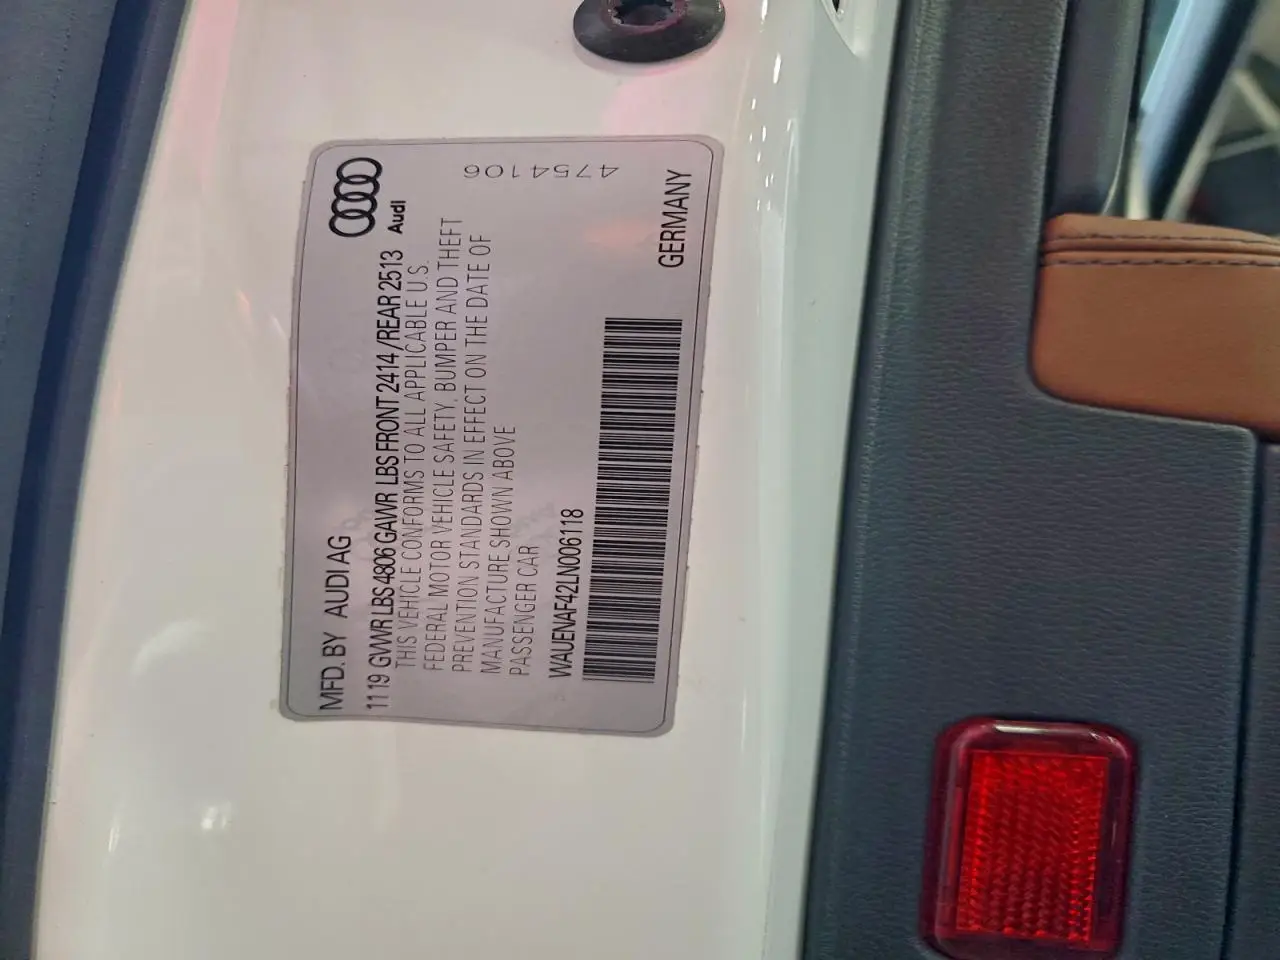 MFD. BY AUDI AG
Audi
1119 GVWR LBS 4806 GAWR LBS FRONT 2414 / REAR 2513
THIS VEHICLE CONFORMS TO ALL APPLICABLE U.S.
FEDERAL MOTOR VEHICLE SAFETY, BUMPER AND THEFT
PREVENTION STANDARDS IN EFFECT ON THE DATE OF
MANUFACTURE SHOWN ABOVE
PASSENGER CAR
4754106
WAUENAF42LN006118
GERMANY